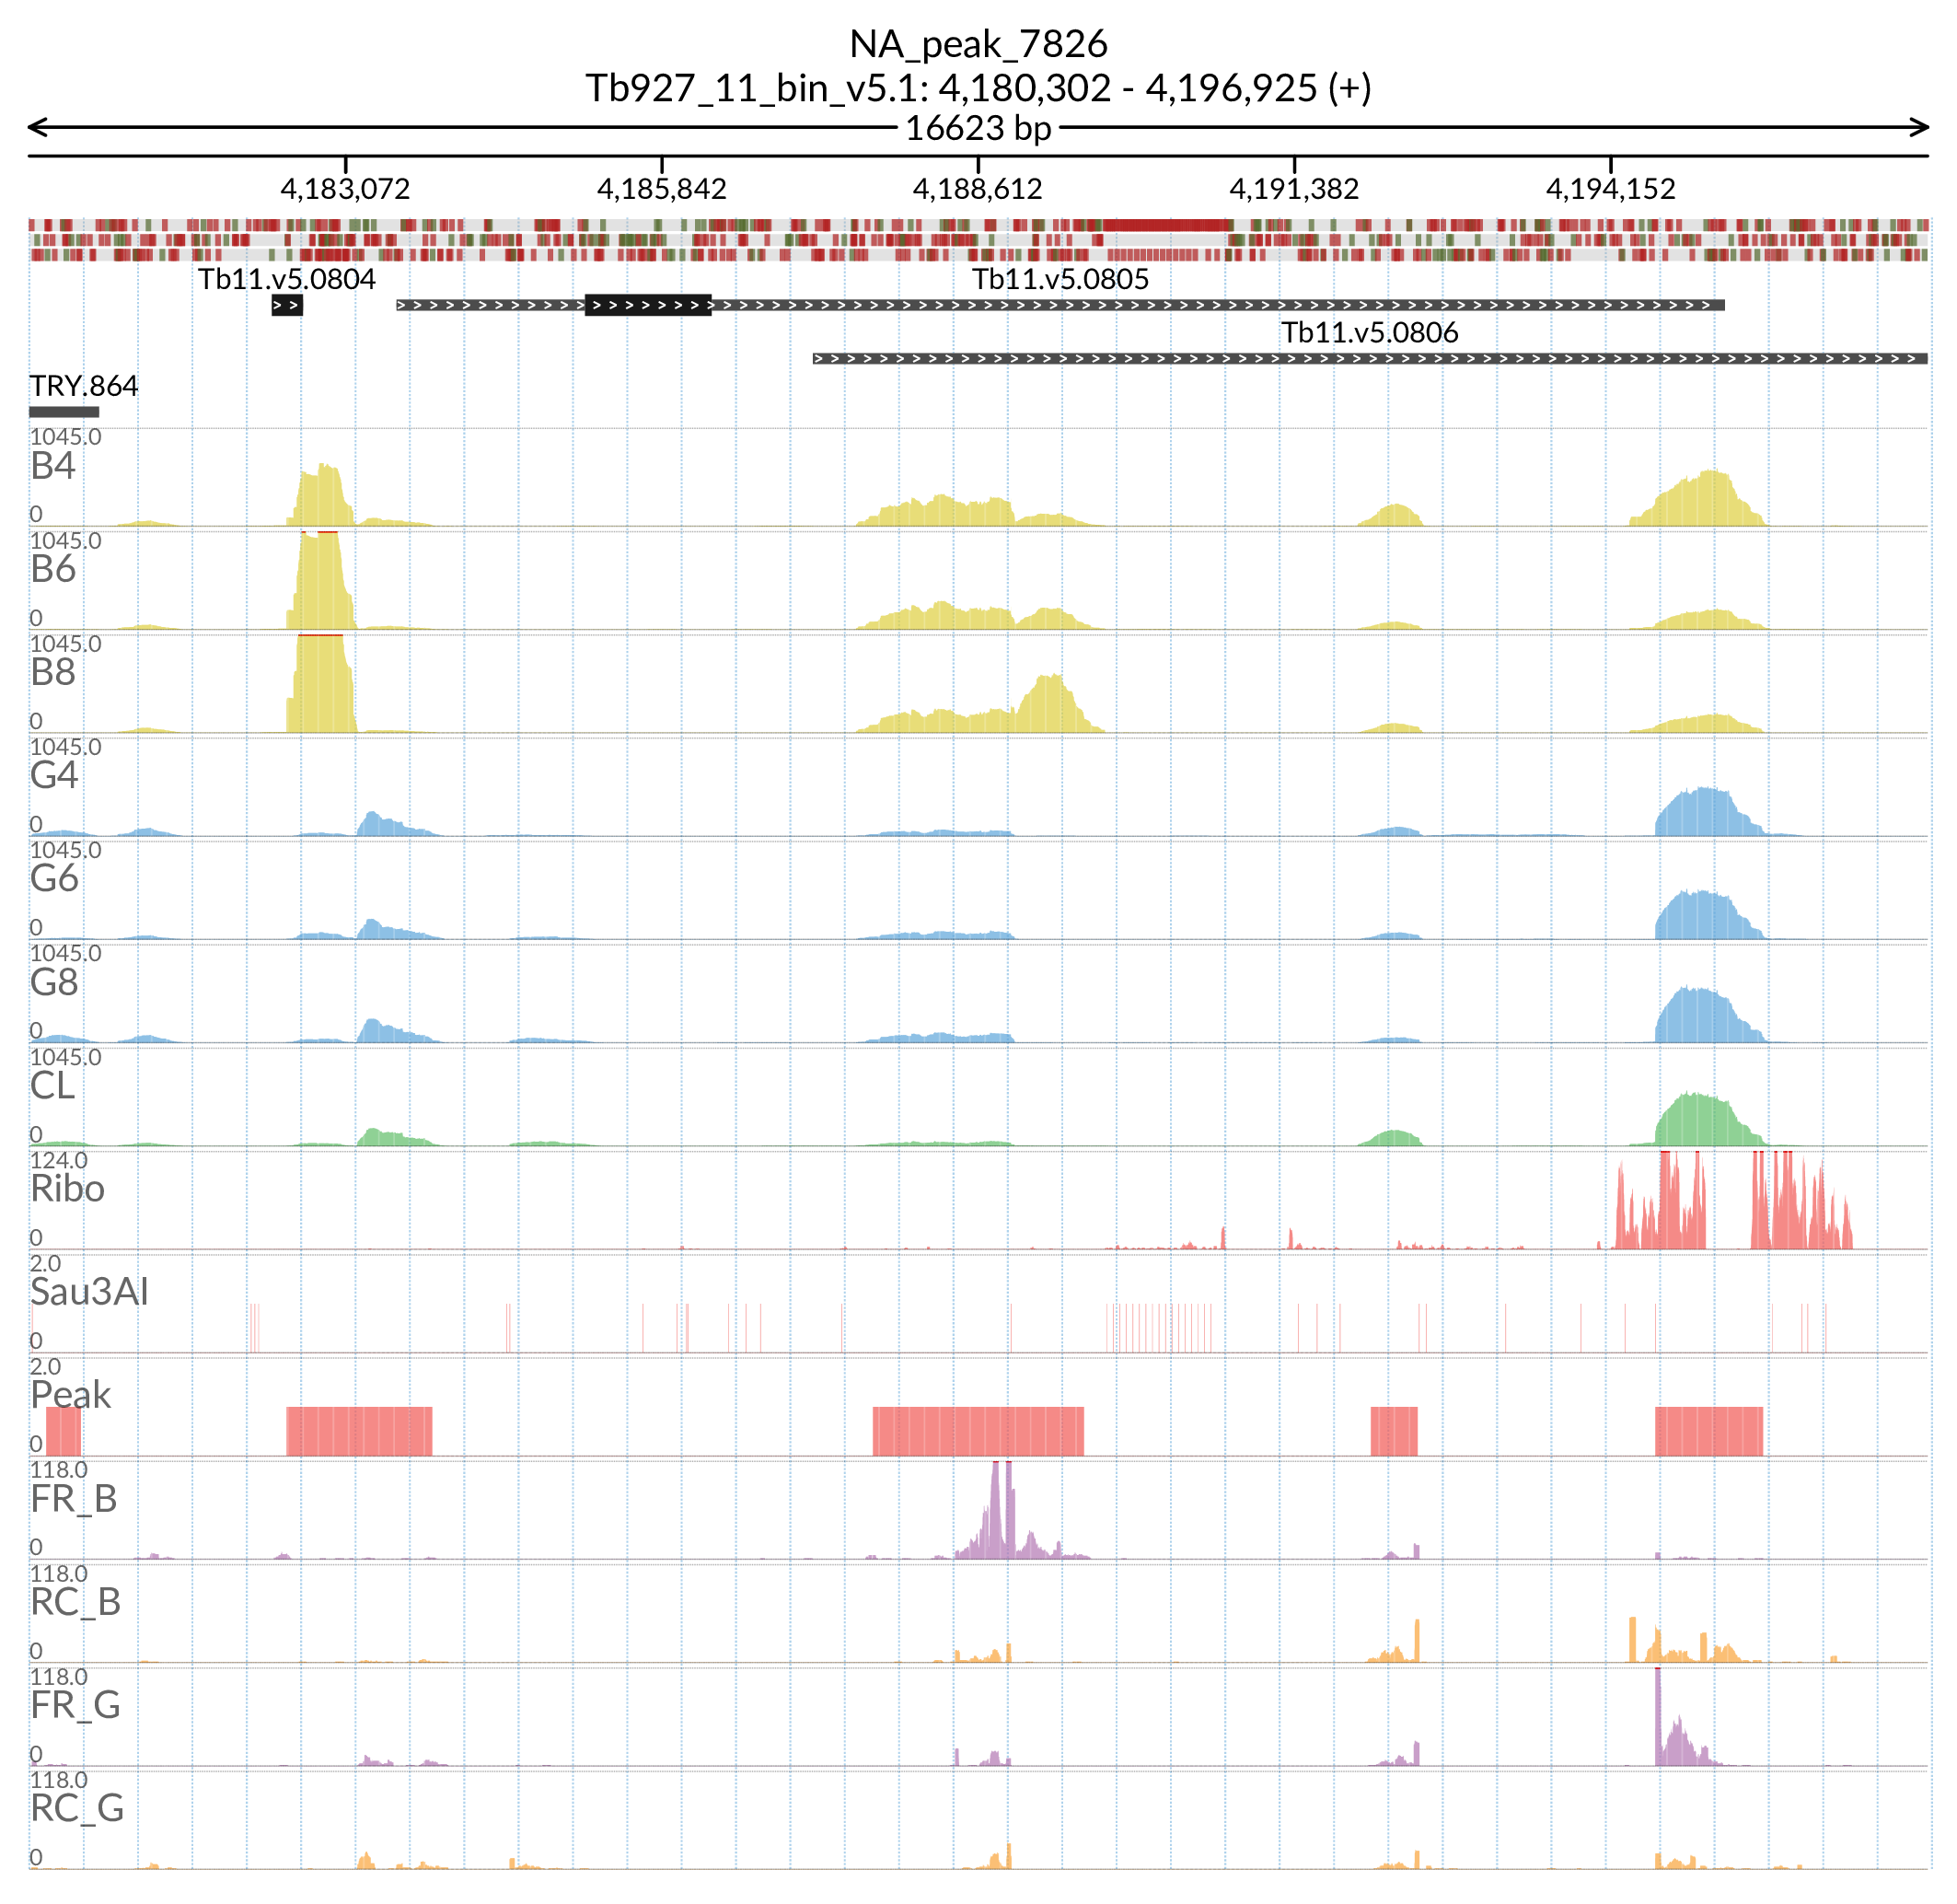 NA_peak_7826
Tb927_11_bin_v5.1: 4,180,302 - 4,196,925 (+)
16623 bp
4,183,072 4,185,842 4,188,612 4,191,382 4,194,152
Tb11.v5.0804 Tb11.v5.0805
> > > > > > > > > > > > > > > > > > > > > > > > > > > > > > > > > > > > > > > > > > > > > > > > > > > > > > > > > > > > > > > > > > > > > > > > > > > > > > > > > > > >
Tb11.v5.0806
> > > > > > > > > > > > > > > > > > > > > > > > > > > > > > > > > > > > > > > > > > > > > > > > > > > > > > > > > > > > > > > > > > > > >
TRY.864
1045.0
B4
0
1045.0
B6
0
1045.0
B8
0
1045.0
G4
0
1045.0
G6
0
1045.0
G8
0
1045.0
CL
0
124.0
Ribo
0
2.0
Sau3AI
0
2.0
Peak
0
118.0
FR_B
0
118.0
RC_B
0
118.0
FR_G
0
118.0
RC_G
0